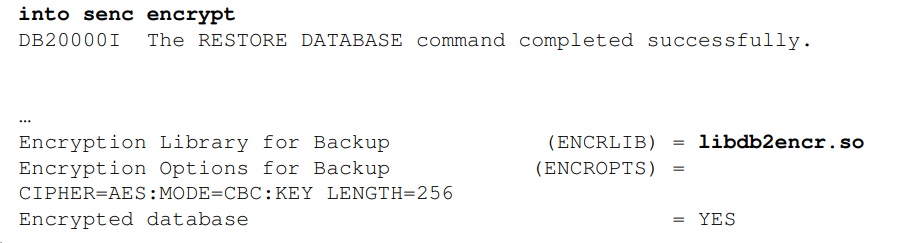 into senc encrypt
DB20000I  The RESTORE DATABASE command completed successfully.
…
Encryption Library for Backup (ENCRLIB) = libdb2encr.so
Encryption Options for Backup (ENCROPTS) =
CIPHER=AES:MODE=CBC:KEY LENGTH=256
Encrypted database = YES